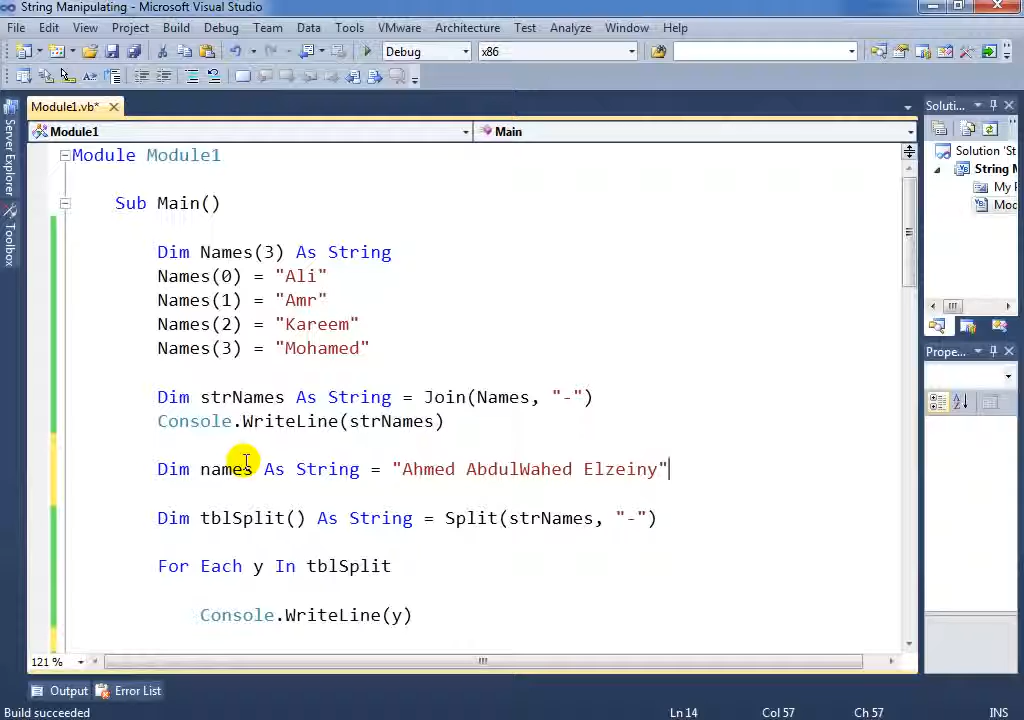 String Manipulating - Microsoft Visual Studio
File Edit View Project Build Debug Team Data Tools VMware Architecture Test Analyze Window Help
Debug x86
Module1.vb* Soluti...
Module1 Main
Server Explorer
Toolbox
Solution 'St
String M
My P
Mod
Module Module1
Sub Main()
Dim Names(3) As String
Names(0) = "Ali"
Names(1) = "Amr"
Names(2) = "Kareem"
Names(3) = "Mohamed"
Prope...
Dim strNames As String = Join(Names, "-")
Console.WriteLine(strNames)
Dim names As String = "Ahmed AbdulWahed Elzeiny"
Dim tblSplit() As String = Split(strNames, "-")
For Each y In tblSplit
Console.WriteLine(y)
121 %
Output Error List
Build succeeded Ln 14 Col 57 Ch 57 INS